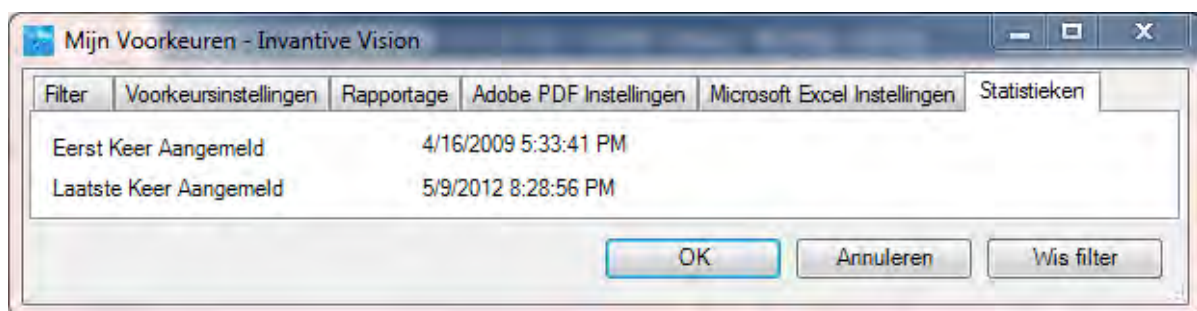 Mijn Voorkeuren - Invantive Vision
Filter Voorkeursinstellingen Rapportage Adobe PDF Instellingen Microsoft Excel Instellingen Statistieken
Eerst Keer Aangemeld 4/16/2009 5:33:41 PM
Laatste Keer Aangemeld 5/9/2012 8:28:56 PM
OK Annuleren Wis filter